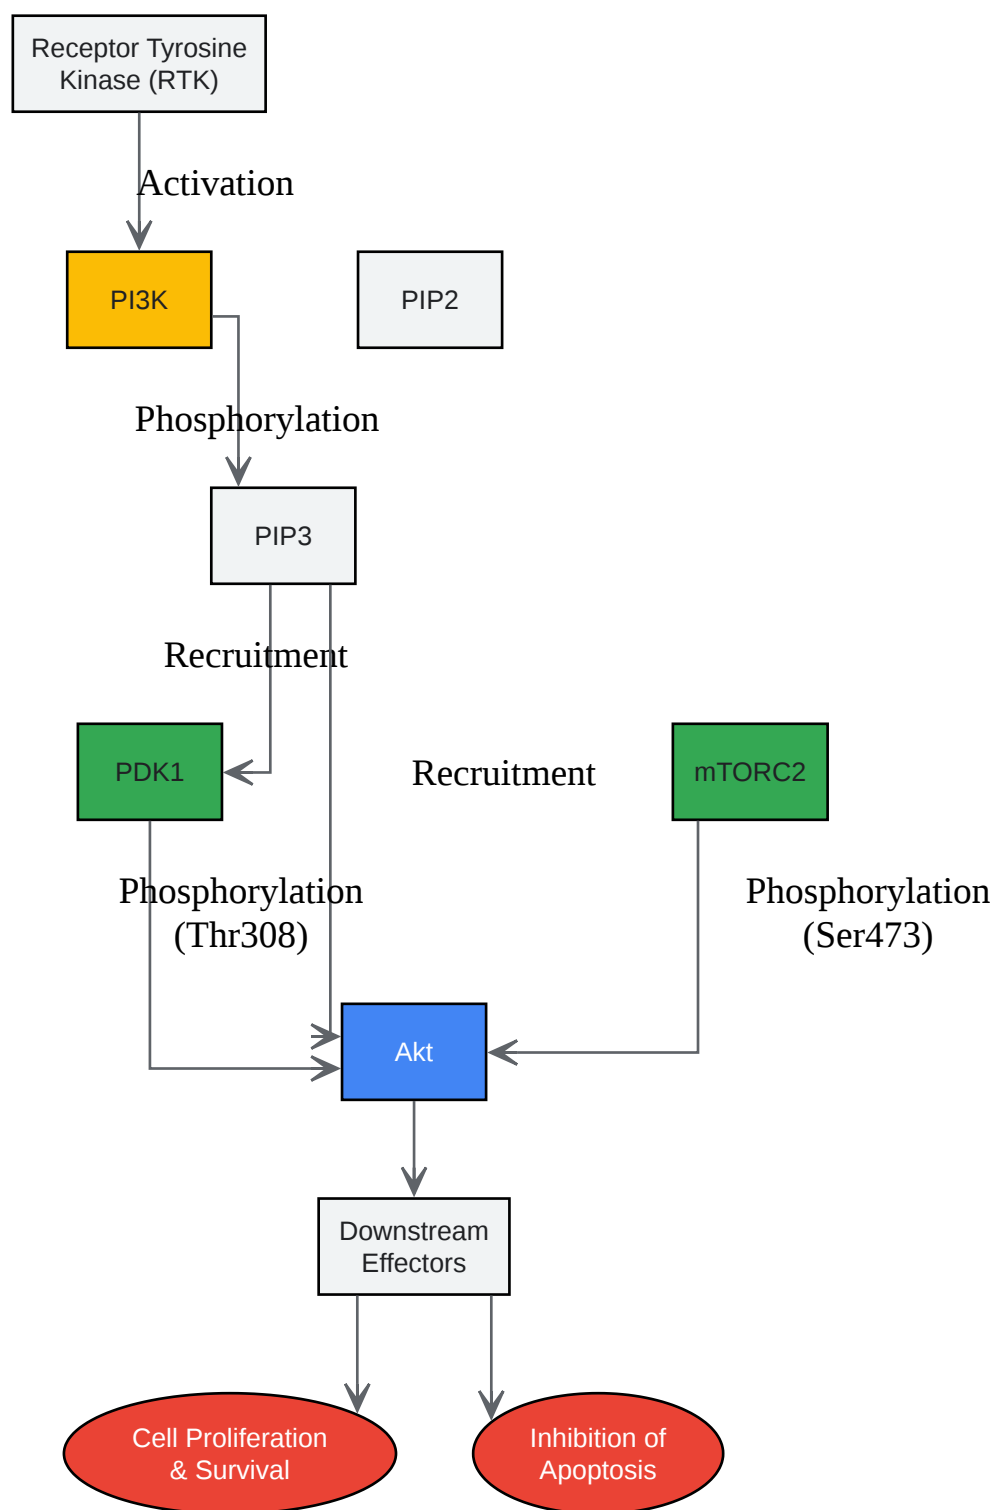 Receptor Tyrosine
Kinase (RTK)
Activation
PI3K
PIP2
Phosphorylation
PIP3
Recruitment
PDK1
Recruitment
mTORC2
Phosphorylation
(Thr308)
Phosphorylation
(Ser473)
Akt
Downstream
Effectors
Cell Proliferation
& Survival
Inhibition of
Apoptosis